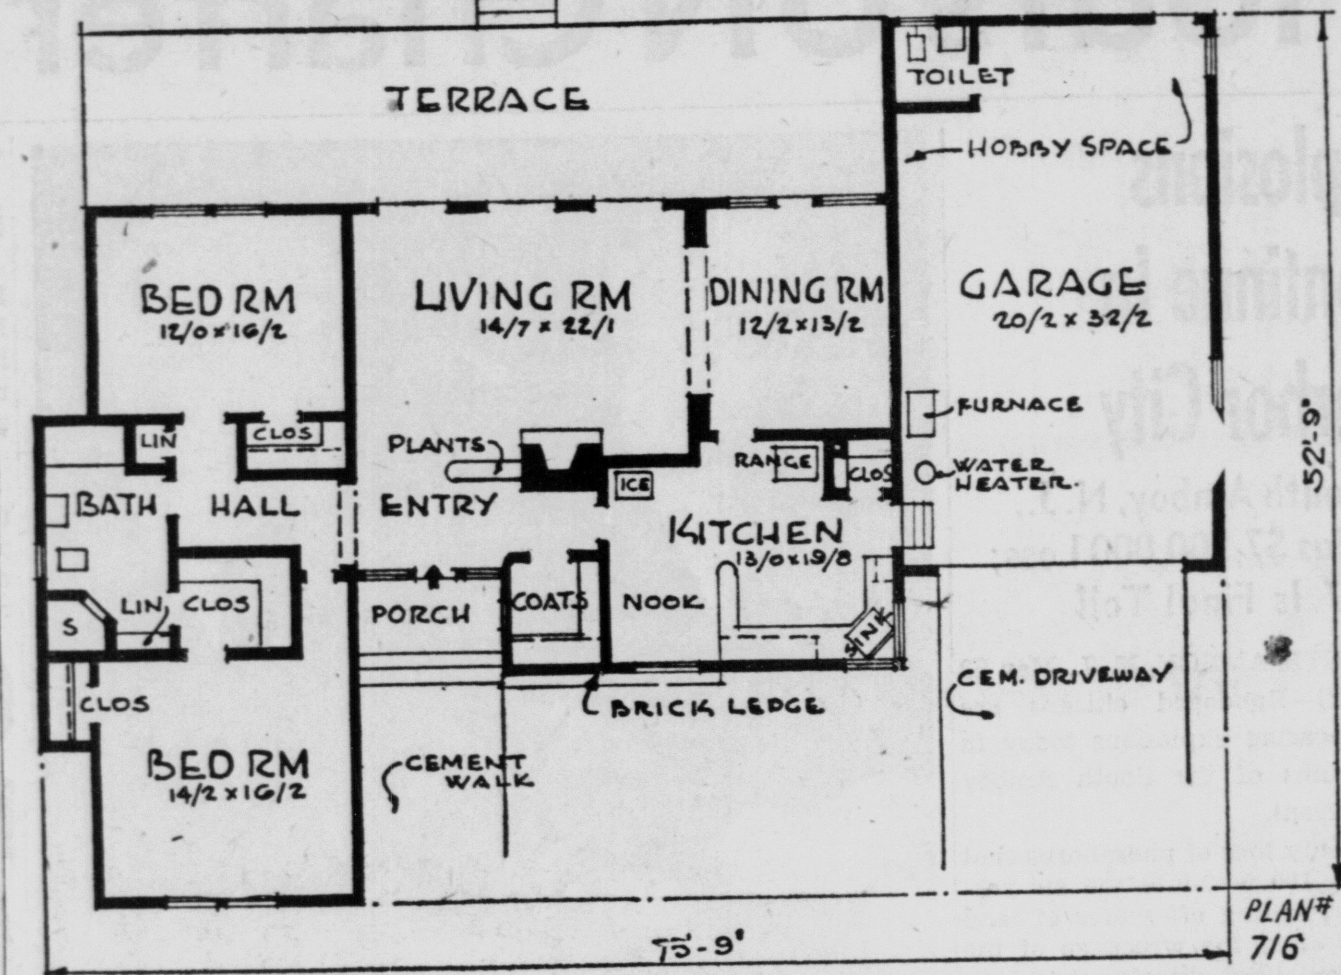 TERRACE
TOILET
HOBBY SPACE
BED RM
12/0 x 16/2
LIVING RM
14/7 x 22/1
DINING RM
12/2 x 13/2
GARAGE
20/2 x 32/2
FURNACE
WATER
HEATER.
LIN
CLOS
PLANTS
ICE
RANGE
CLOS
BATH
HALL
ENTRY
KITCHEN
13/0 x 19/8
S
LIN
CLOS
PORCH
COATS
NOOK
SINK
CLOS
BED RM
14/2 x 16/2
BRICK LEDGE
CEMENT
WALK
CEM. DRIVEWAY
52'-9"
75'-9"
PLAN#
716